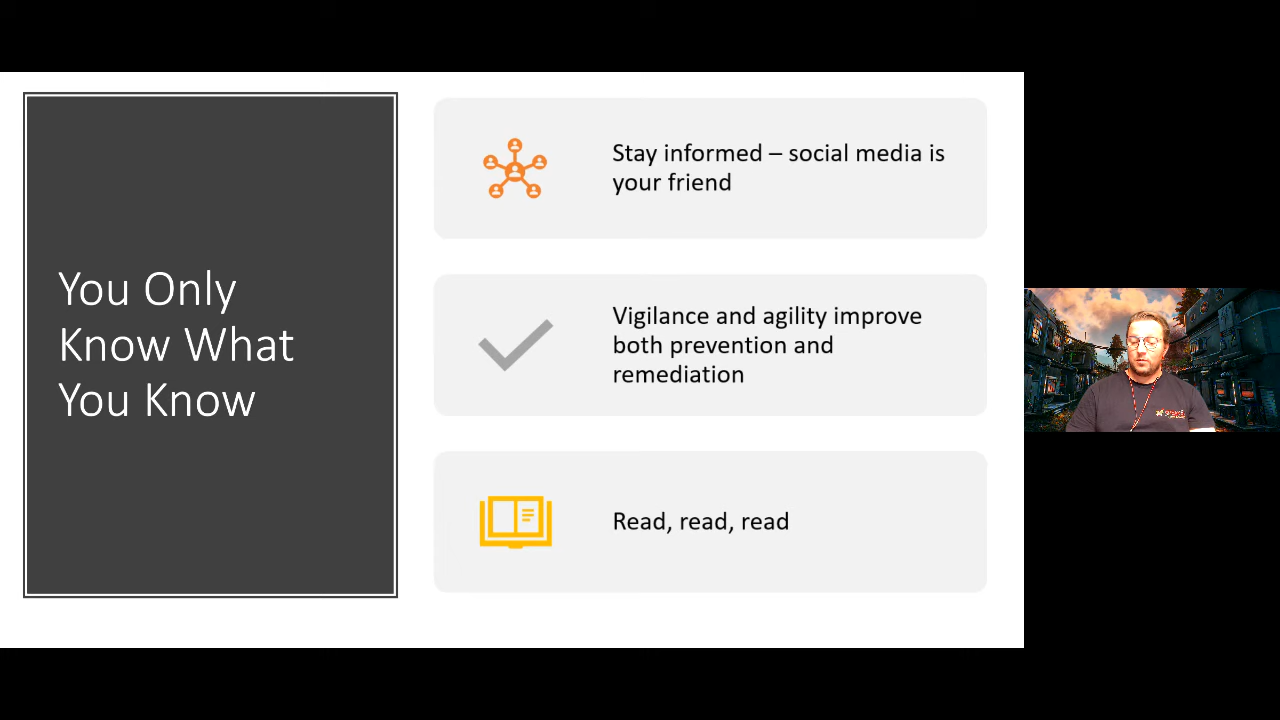 You Only
Know What
You Know
Stay informed – social media is
your friend
Vigilance and agility improve
both prevention and
remediation
Read, read, read